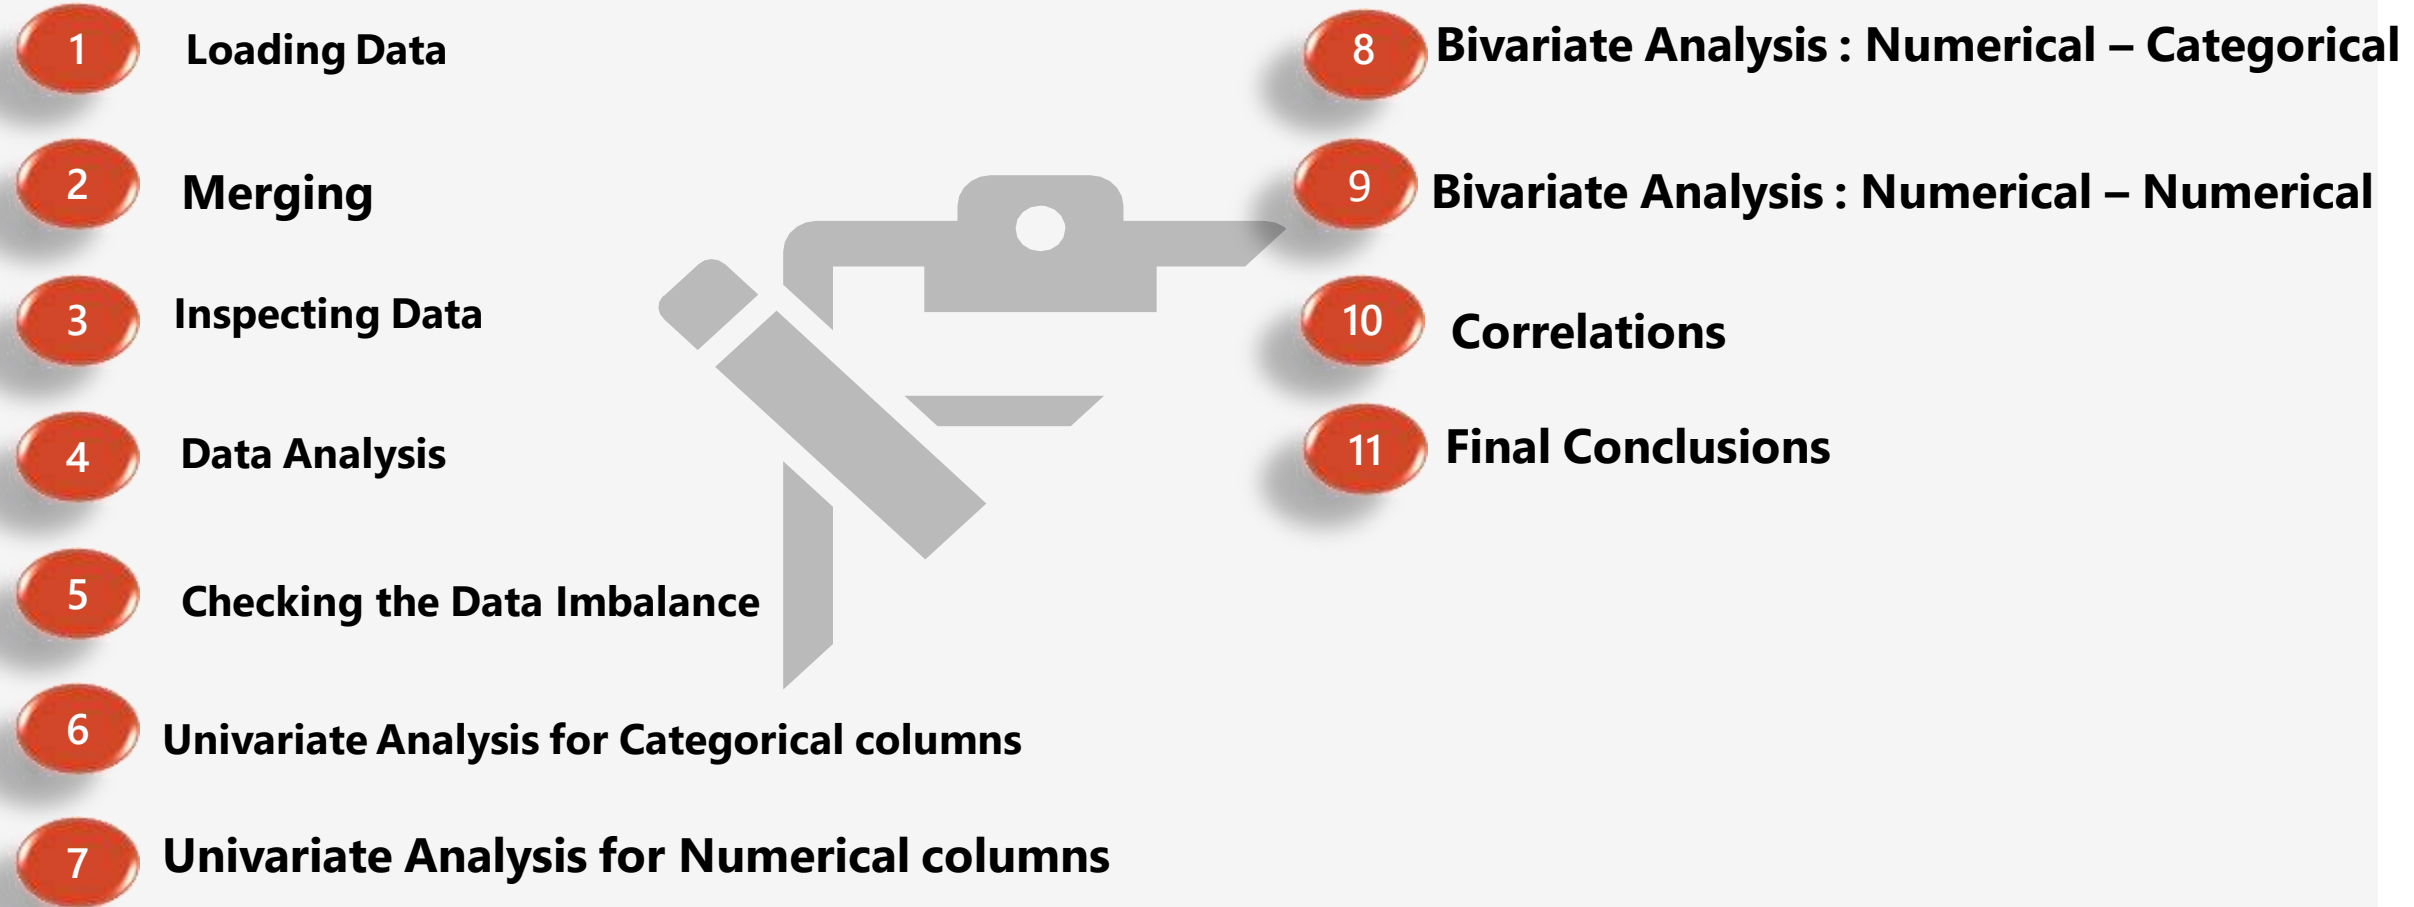 1 Loading Data
2 Merging
3 Inspecting Data
4 Data Analysis
5 Checking the Data Imbalance
6 Univariate Analysis for Categorical columns
7 Univariate Analysis for Numerical columns
8 Bivariate Analysis : Numerical – Categorical
9 Bivariate Analysis : Numerical – Numerical
10 Correlations
11 Final Conclusions